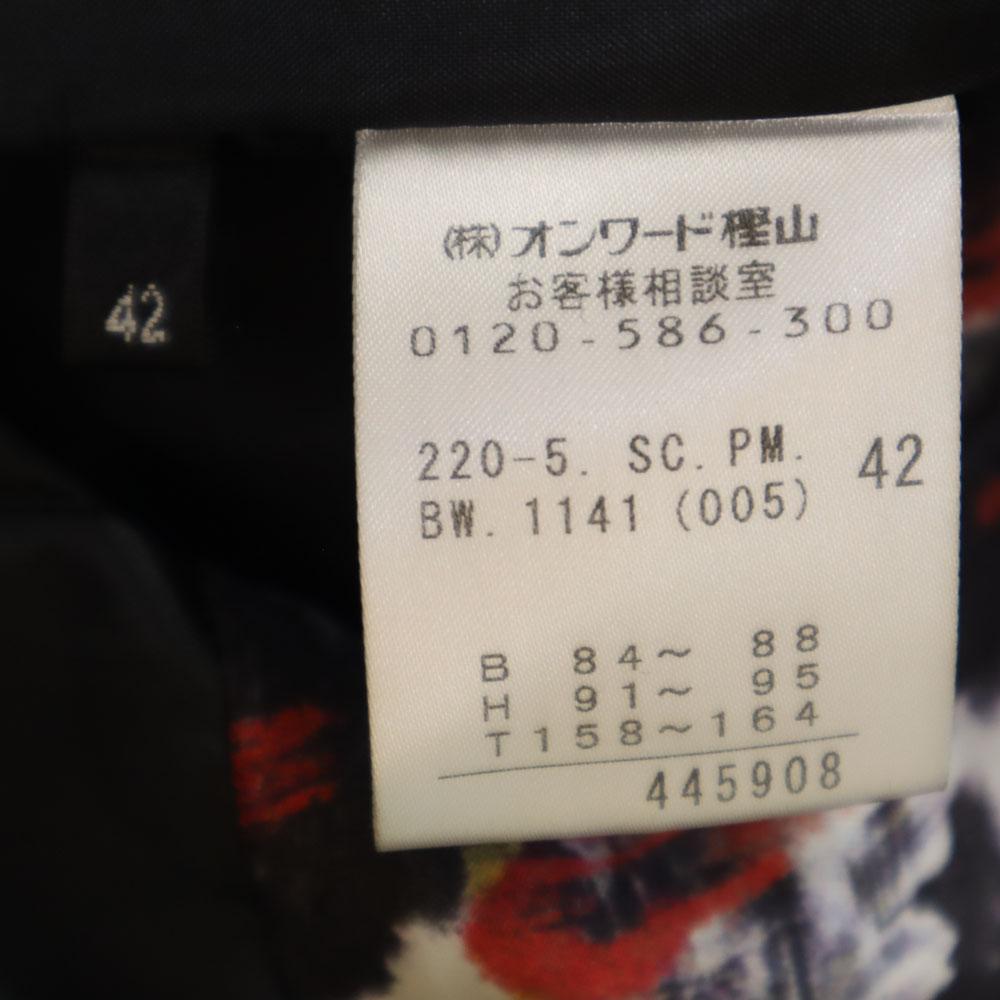 42
(株)オンワード樫山
お客様相談室
0120-586-300
220-5. SC. PM. 42
BW. 1141 (005)
B 84～ 88
H 91～ 95
T158～164
445908